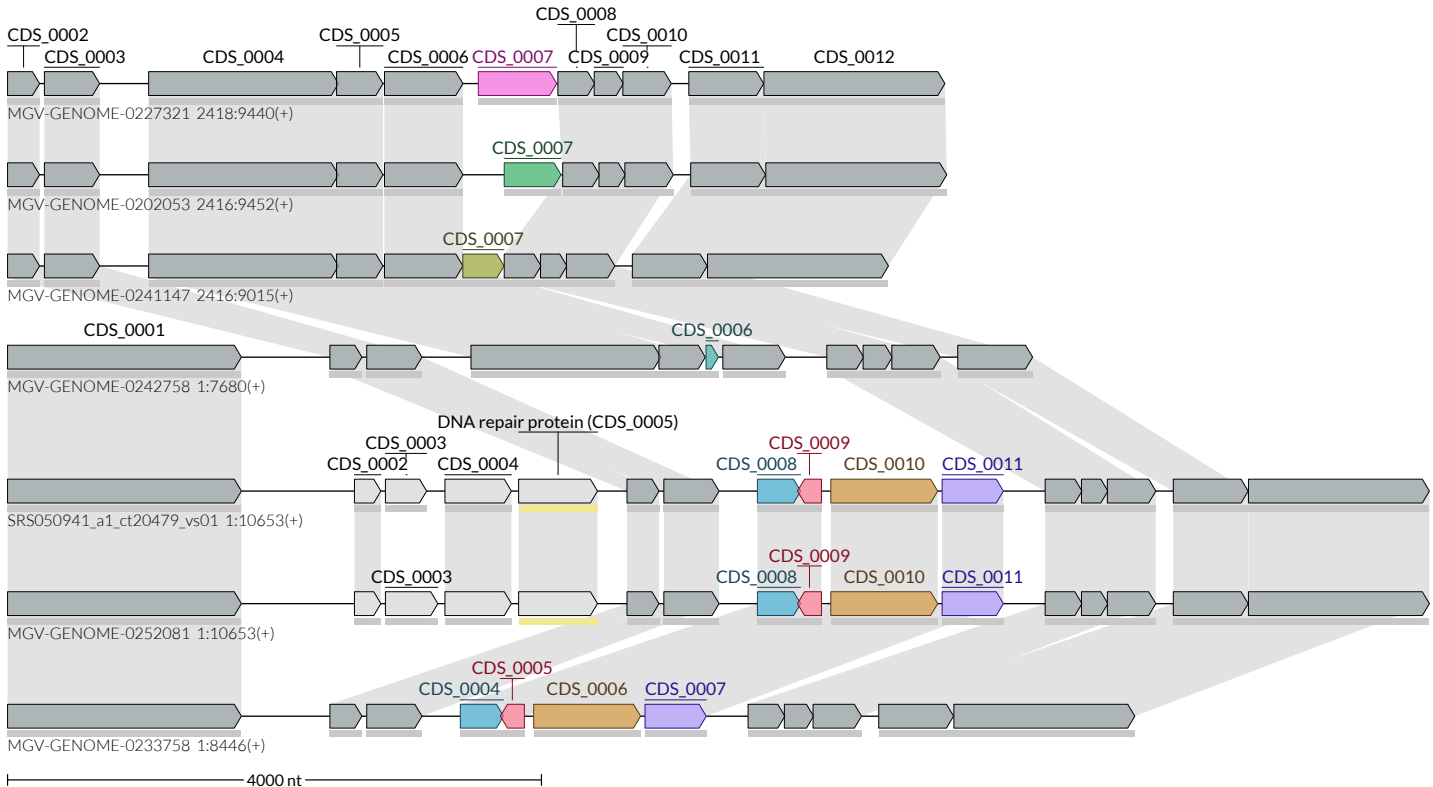 CDS_0008
CDS_0002 CDS_0005 CDS_0010
CDS_0003 CDS_0004 CDS_0006 CDS_0007 CDS_0009 CDS_0011 CDS_0012
MGV-GENOME-0227321 2418:9440(+)
CDS_0007
MGV-GENOME-0202053 2416:9452(+)
CDS_0007
MGV-GENOME-0241147 2416:9015(+)
CDS_0001 CDS_0006
MGV-GENOME-0242758 1:7680(+)
DNA repair protein (CDS_0005)
CDS_0003 CDS_0009
CDS_0002 CDS_0004 CDS_0008 CDS_0010 CDS_0011
SRS050941_a1_ct20479_vs01 1:10653(+)
CDS_0009
CDS_0003 CDS_0008 CDS_0010 CDS_0011
MGV-GENOME-0252081 1:10653(+)
CDS_0005
CDS_0004 CDS_0006 CDS_0007
MGV-GENOME-0233758 1:8446(+)
4000 nt